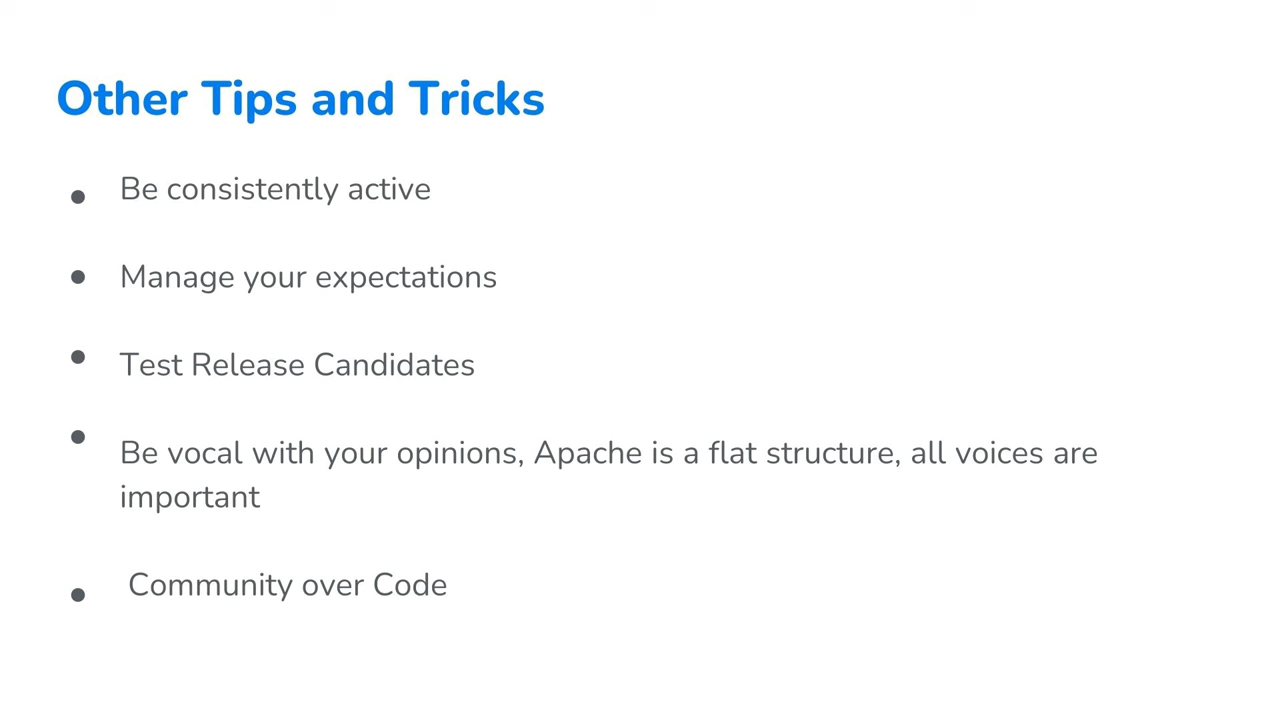 Other Tips and Tricks
• Be consistently active
• Manage your expectations
• Test Release Candidates
• Be vocal with your opinions, Apache is a flat structure, all voices are
important
• Community over Code